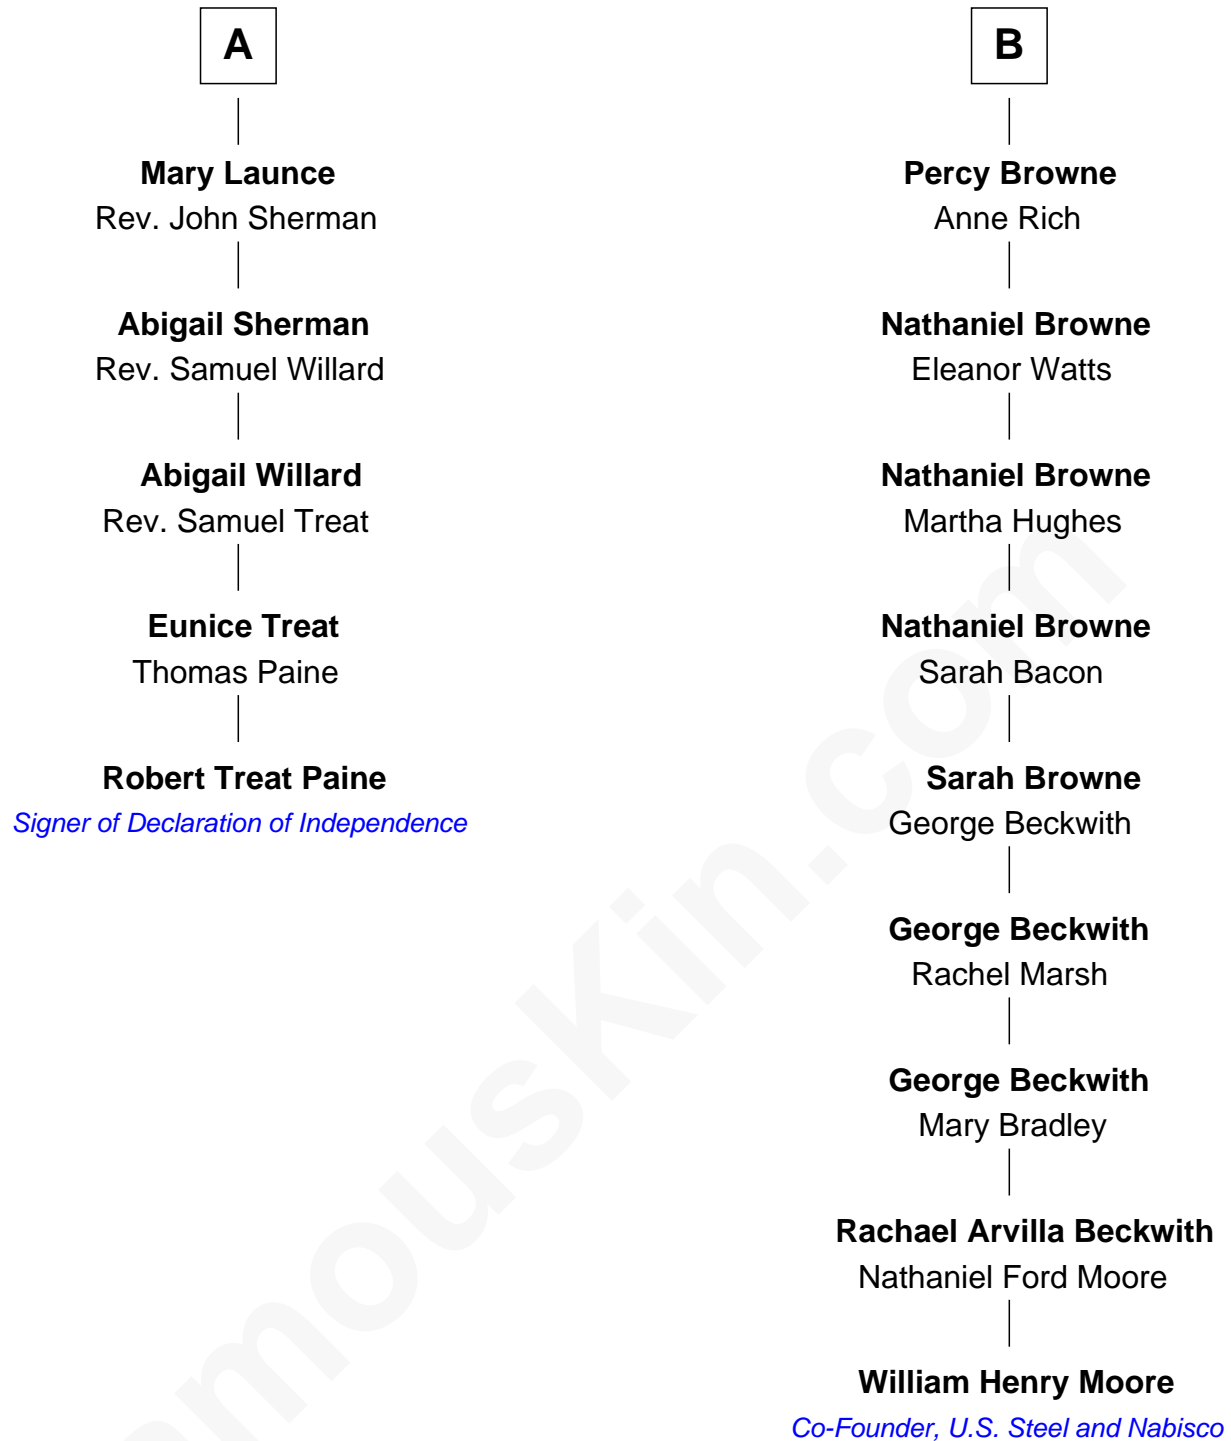 A
Mary Launce
Rev. John Sherman
Abigail Sherman
Rev. Samuel Willard
Abigail Willard
Rev. Samuel Treat
Eunice Treat
Thomas Paine
Robert Treat Paine
Signer of Declaration of Independence
B
Percy Browne
Anne Rich
Nathaniel Browne
Eleanor Watts
Nathaniel Browne
Martha Hughes
Nathaniel Browne
Sarah Bacon
Sarah Browne
George Beckwith
George Beckwith
Rachel Marsh
George Beckwith
Mary Bradley
Rachael Arvilla Beckwith
Nathaniel Ford Moore
William Henry Moore
Co-Founder, U.S. Steel and Nabisco
amouskin.com